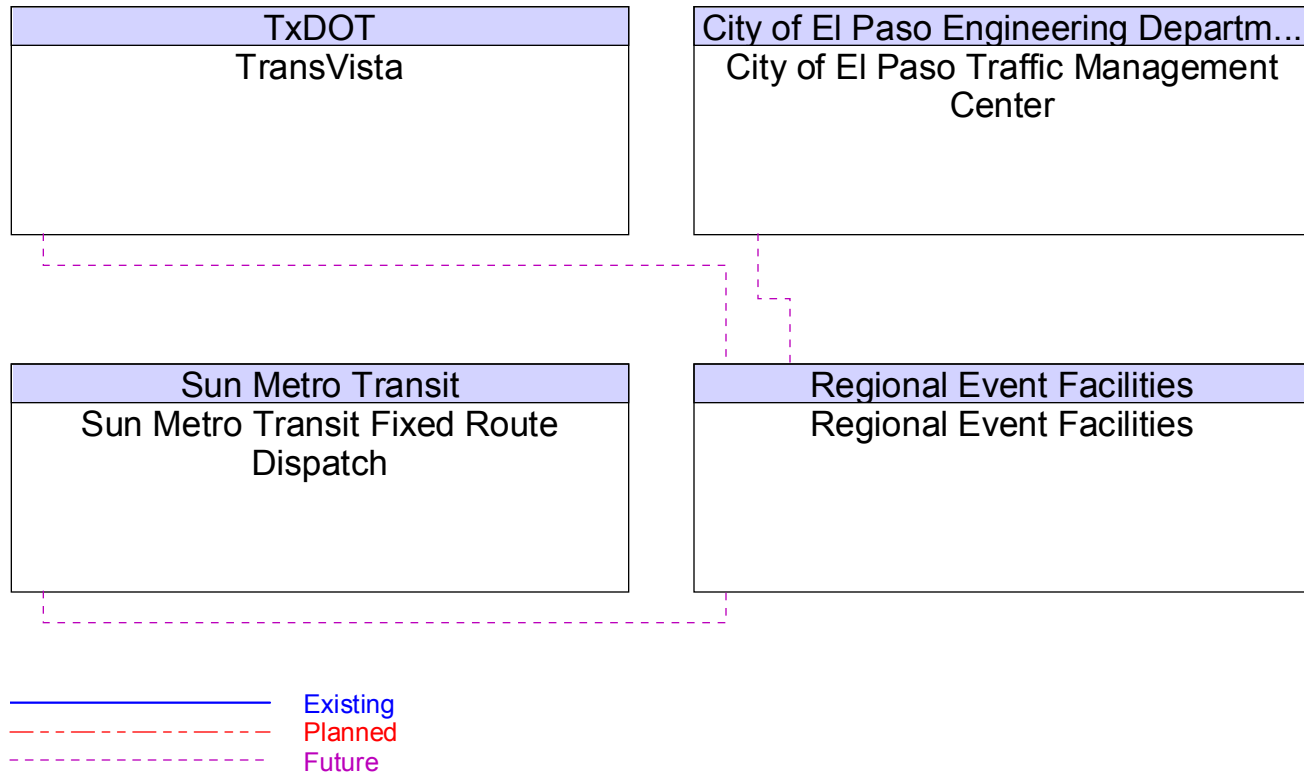 TxDOT
TransVista
City of El Paso Engineering Departm...
City of El Paso Traffic Management
Center
Sun Metro Transit
Sun Metro Transit Fixed Route
Dispatch
Regional Event Facilities
Regional Event Facilities
Existing
Planned
Future